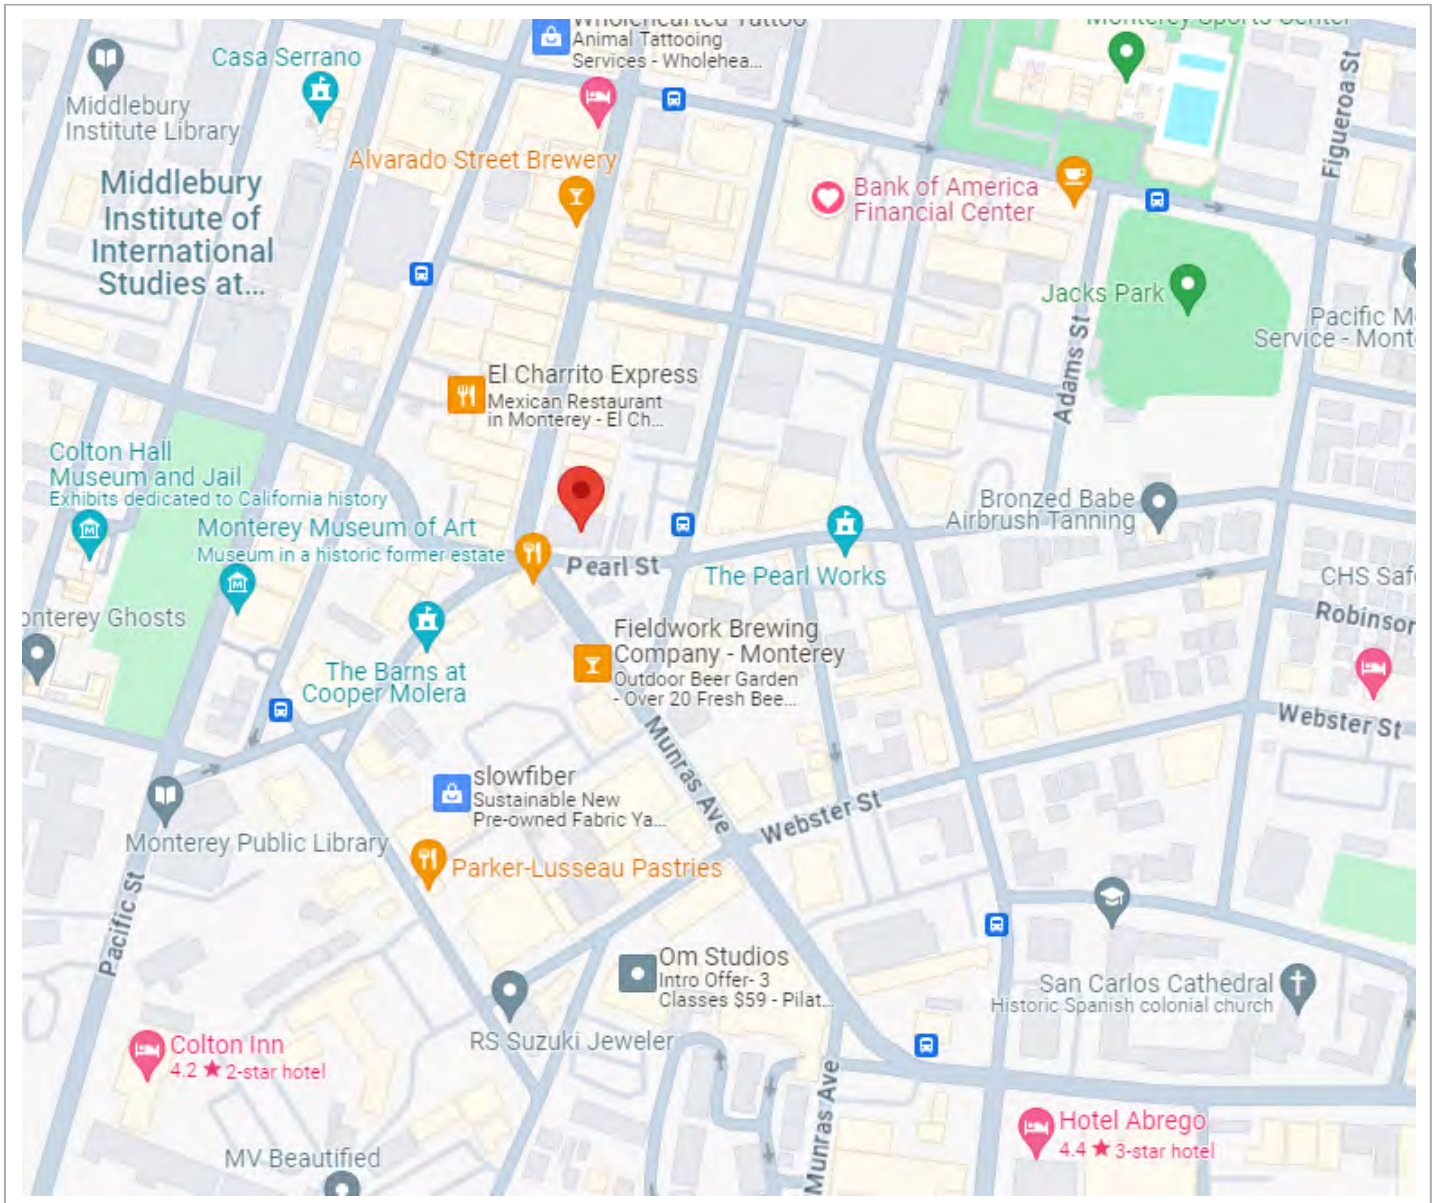 Wholehearted Tattoo
Animal Tattooing
Services - Wholehea...
Monterey Sports Center
Casa Serrano
Middlebury
Institute Library
Figueroa St
Alvarado Street Brewery
Middlebury
Institute of
International
Studies at...
Bank of America
Financial Center
Jacks Park
Pacific M
Service - Mont
Adams St
El Charrito Express
Mexican Restaurant
in Monterey - El Ch...
Colton Hall
Museum and Jail
Exhibits dedicated to California history
Monterey Museum of Art
Museum in a historic former estate
Bronzed Babe
Airbrush Tanning
Pearl St
The Pearl Works
CHS Saf
Robinson
onterey Ghosts
Fieldwork Brewing
Company - Monterey
Outdoor Beer Garden
- Over 20 Fresh Bee...
The Barns at
Cooper Molera
Webster St
Munras Ave
slowfiber
Sustainable New
Pre-owned Fabric Ya...
Webster St
Monterey Public Library
Parker-Lusseau Pastries
Pacific St
Om Studios
Intro Offer- 3
Classes $59 - Pilat...
San Carlos Cathedral
Historic Spanish colonial church
RS Suzuki Jeweler
Colton Inn
4.2 ★ 2-star hotel
Munras Ave
Hotel Abrego
4.4 ★ 3-star hotel
MV Beautified